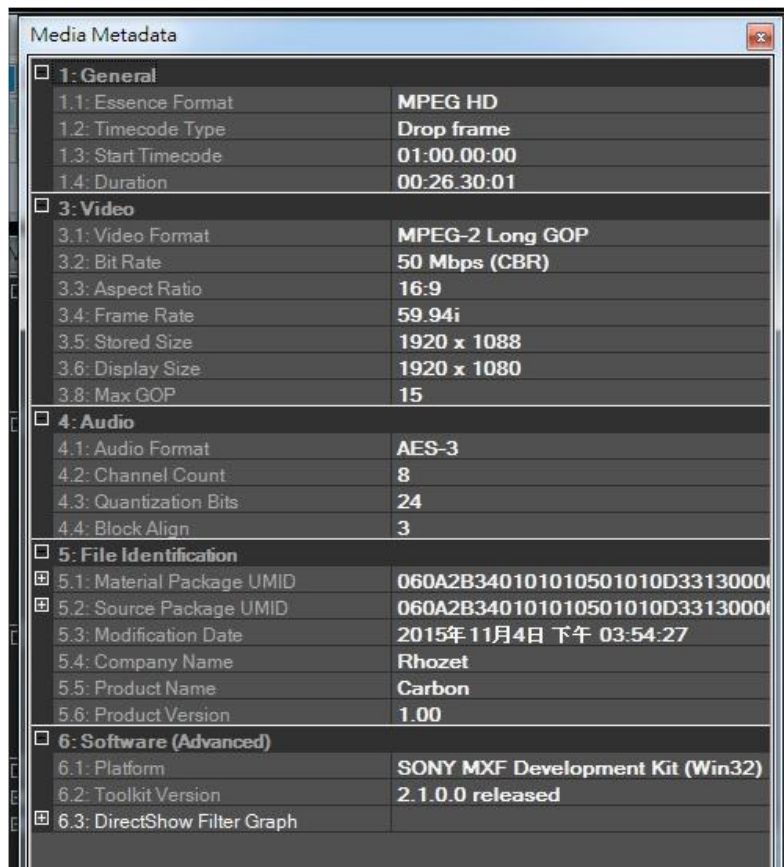 Media Metadata
1: General
1.1: Essence Format MPEG HD
1.2: Timecode Type Drop frame
1.3: Start Timecode 01:00.00:00
1.4: Duration 00:26.30:01
3: Video
3.1: Video Format MPEG-2 Long GOP
3.2: Bit Rate 50 Mbps (CBR)
3.3: Aspect Ratio 16:9
3.4: Frame Rate 59.94i
3.5: Stored Size 1920 x 1088
3.6: Display Size 1920 x 1080
3.8: Max GOP 15
4: Audio
4.1: Audio Format AES-3
4.2: Channel Count 8
4.3: Quantization Bits 24
4.4: Block Align 3
5: File Identification
5.1: Material Package UMID 060A2B340101010501010D33130000
5.2: Source Package UMID 060A2B340101010501010D33130000
5.3: Modification Date 2015年11月4日 下午 03:54:27
5.4: Company Name Rhozet
5.5: Product Name Carbon
5.6: Product Version 1.00
6: Software (Advanced)
6.1: Platform SONY MXF Development Kit (Win32)
6.2: Toolkit Version 2.1.0.0 released
6.3: DirectShow Filter Graph